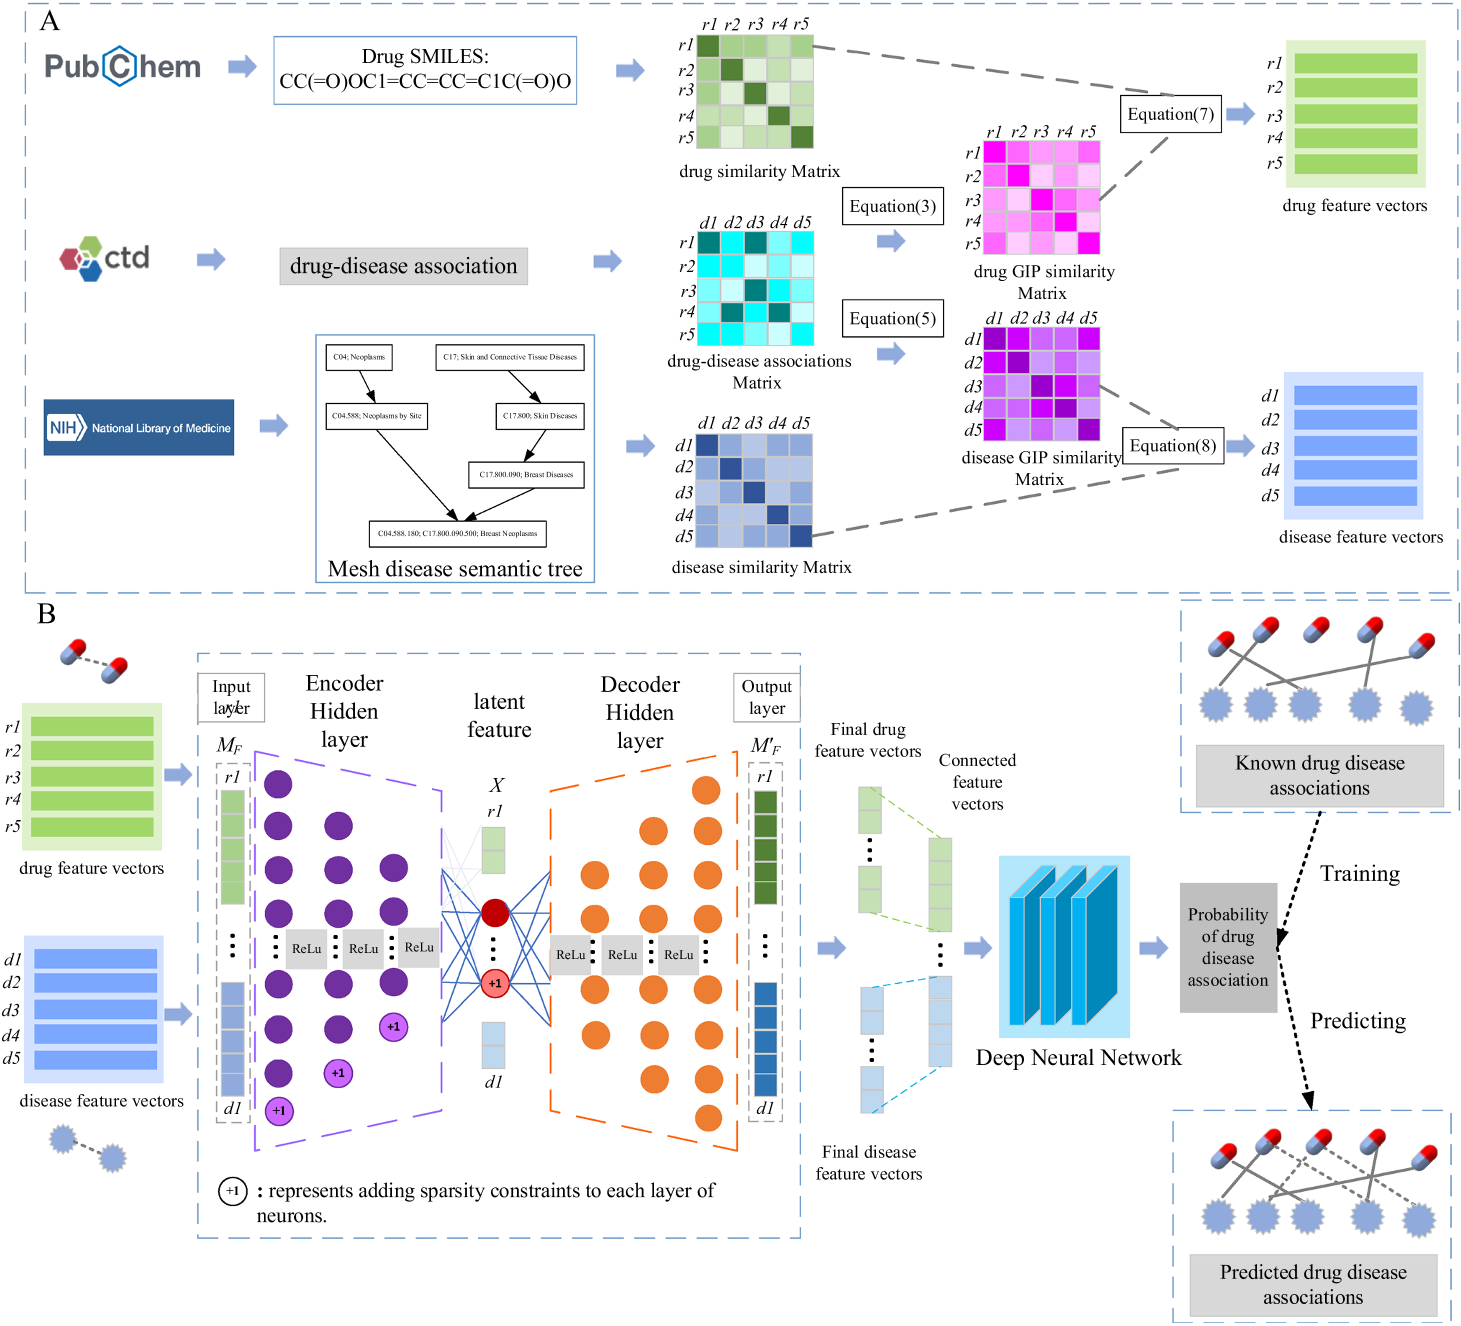 A
PubChem
Drug SMILES:
CC(=O)OC1=CC=CC=C1C(=O)O
r1 r2 r3 r4 r5
r1
r2
r3
r4
r5
drug similarity Matrix
Equation(7)
r1
r2
r3
r4
r5
drug feature vectors
ctd
drug-disease association
d1 d2 d3 d4 d5
r1
r2
r3
r4
r5
drug-disease associations
Matrix
Equation(3)
Equation(5)
r1 r2 r3 r4 r5
r1
r2
r3
r4
r5
drug GIP similarity
Matrix
d1 d2 d3 d4 d5
d1
d2
d3
d4
d5
disease GIP similarity
Matrix
NIH National Library of Medicine
C04; Neoplasms
C17; Skin and Connective Tissue Diseases
C04.588; Neoplasms by Site
C17.800; Skin Diseases
C17.800.090; Breast Diseases
C04.588.180; C17.800.090.500; Breast Neoplasms
Mesh disease semantic tree
d1 d2 d3 d4 d5
d1
d2
d3
d4
d5
disease similarity Matrix
Equation(8)
d1
d2
d3
d4
d5
disease feature vectors
B
r1
r2
r3
r4
r5
drug feature vectors
d1
d2
d3
d4
d5
disease feature vectors
Input
layer
r1
M_F
r1
d1
Encoder
Hidden
layer
ReLu
ReLu
ReLu
+1
+1
+1
latent
feature
X
r1
+1
d1
Decoder
Hidden
layer
ReLu
ReLu
ReLu
Output
layer
M'_F
r1
d1
+1 : represents adding sparsity constraints to each layer of
neurons.
Final drug
feature vectors
Connected
feature
vectors
Final disease
feature vectors
Deep Neural Network
Probability
of drug
disease
association
Known drug disease
associations
Training
Predicting
Predicted drug disease
associations